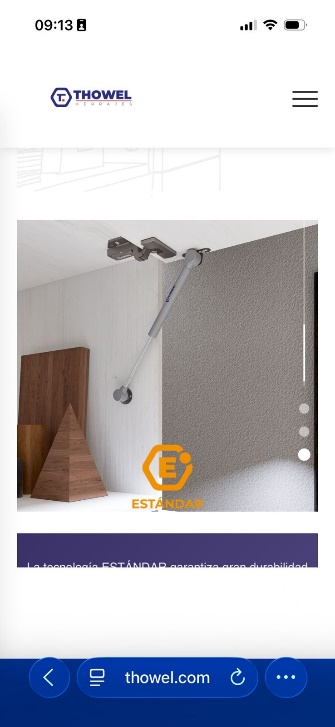 09:13
THOWEL
HERRAJES
E
ESTÁNDAR
La tecnología ESTÁNDAR garantiza gran durabilidad
thowel.com